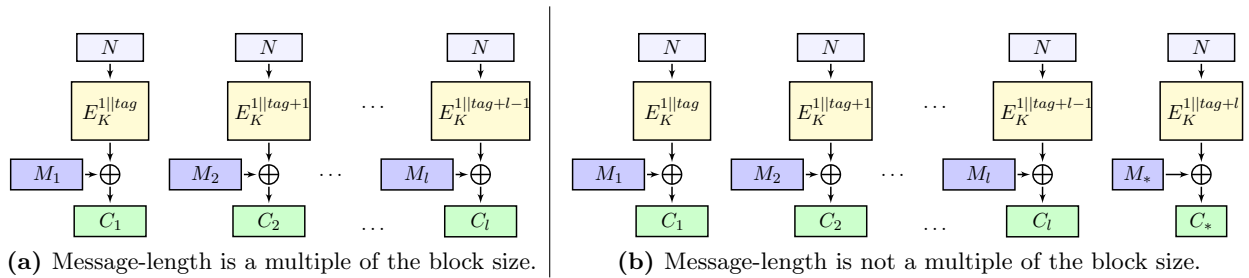 N N N N N N N
E_K^{1||tag} E_K^{1||tag+1} ... E_K^{1||tag+l−1} E_K^{1||tag} E_K^{1||tag+1} ... E_K^{1||tag+l−1} E_K^{1||tag+l}
M_1 M_2 ... M_l M_1 M_2 ... M_l M_*
C_1 C_2 ... C_l C_1 C_2 ... C_l C_*
(a) Message-length is a multiple of the block size. (b) Message-length is not a multiple of the block size.